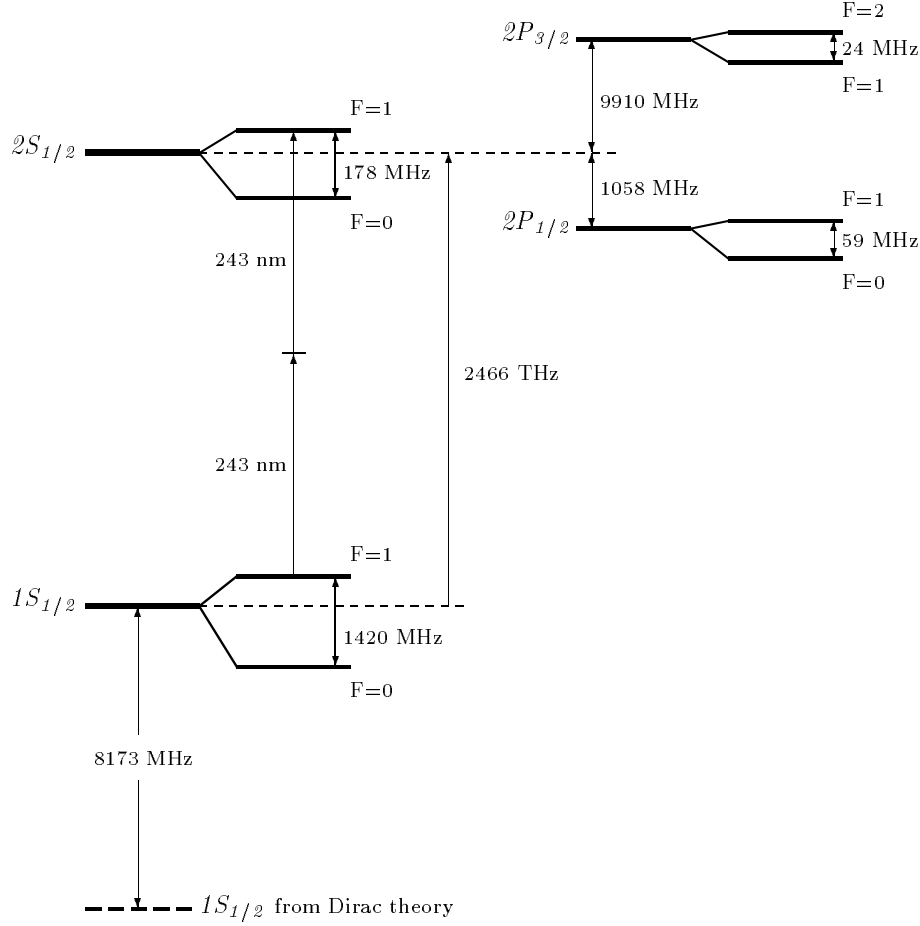 F=2
2P3/2
24 MHz
F=1
9910 MHz
F=1
2S1/2
178 MHz
1058 MHz
F=1
F=0
2P1/2
59 MHz
243 nm
F=0
2466 THz
243 nm
F=1
1S1/2
1420 MHz
F=0
8173 MHz
1S1/2 from Dirac theory